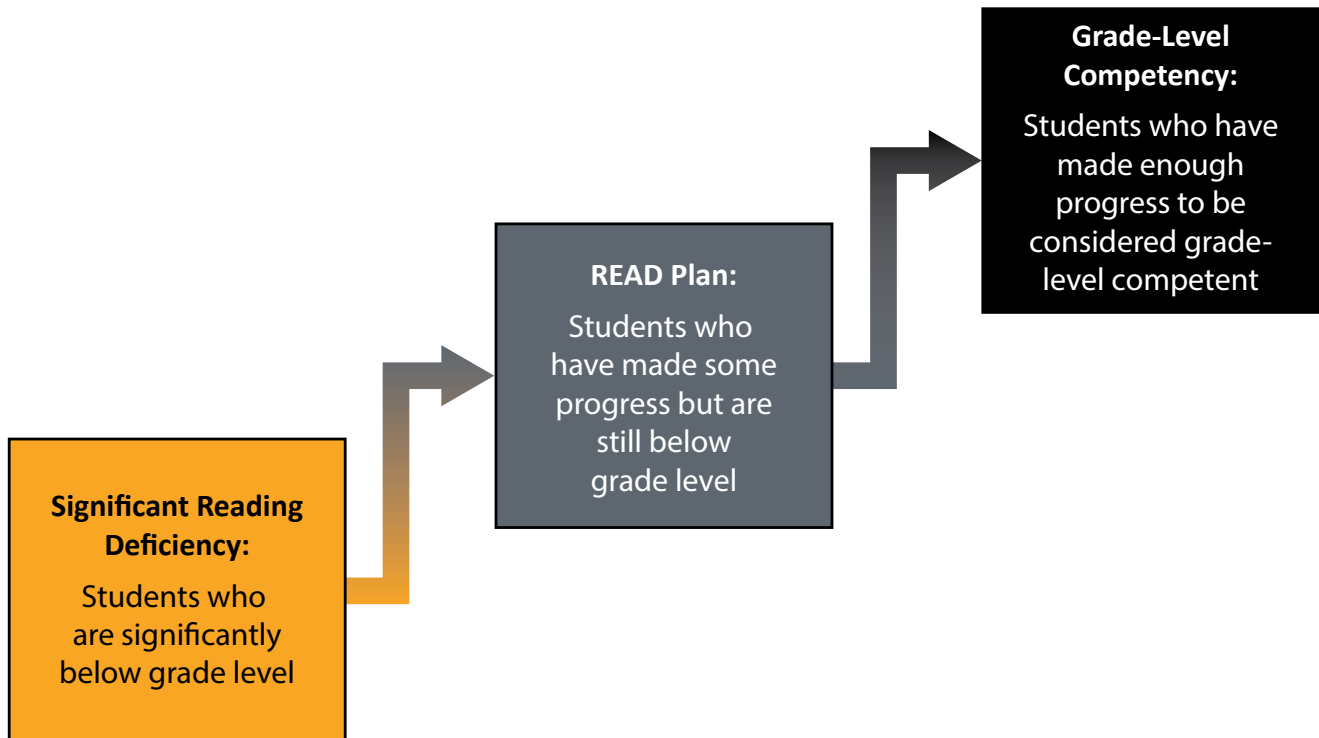 Significant Reading
Deficiency:
Students who
are significantly
below grade level
READ Plan:
Students who
have made some
progress but are
still below
grade level
Grade-Level
Competency:
Students who have
made enough
progress to be
considered grade-
level competent